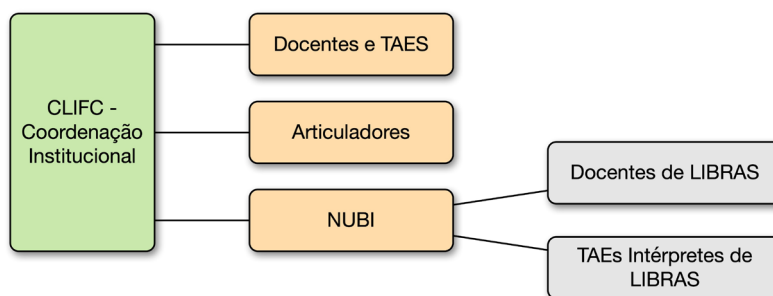 CLIFC -
Coordenação
Institucional
Docentes e TAES
Articuladores
NUBI
Docentes de LIBRAS
TAEs Intérpretes de
LIBRAS